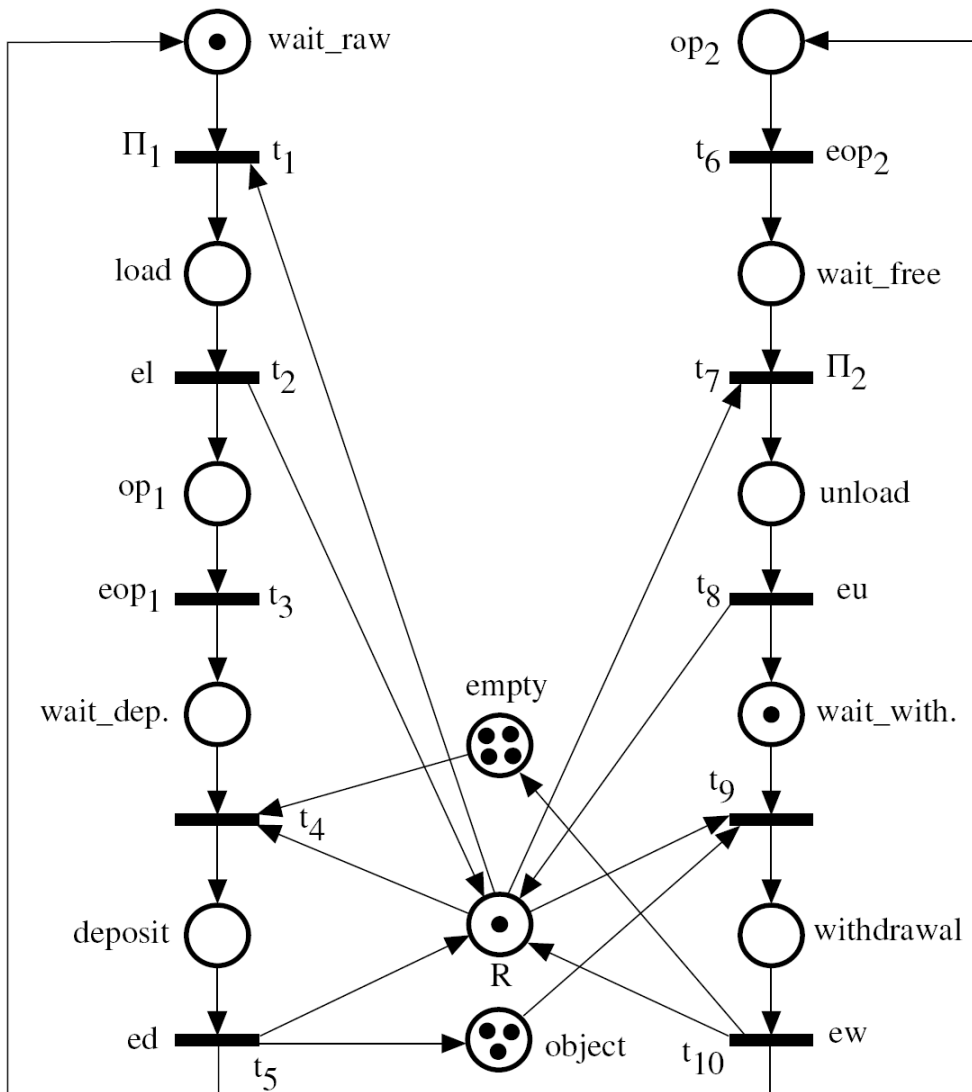 wait_raw
op₂
Π₁ t₁
t₆ eop₂
load
wait_free
el t₂
t₇ Π₂
op₁
unload
eop₁ t₃
t₈ eu
empty
wait_dep.
wait_with.
t₉
t₄
deposit
withdrawal
R
ed
t₅
object
t₁₀
ew